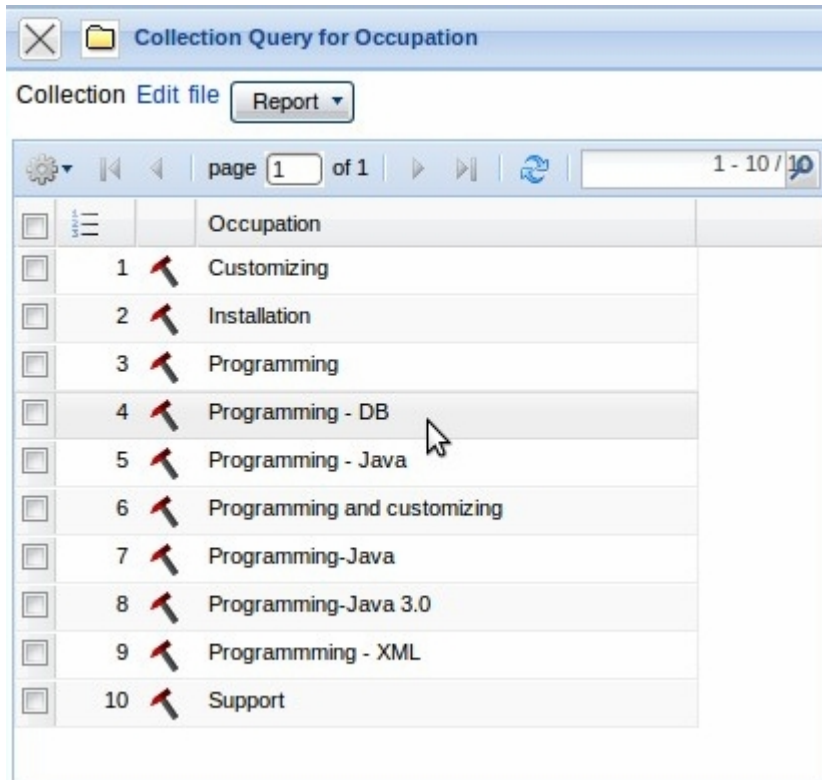 Collection Query for Occupation
Collection Edit file Report
page 1 of 1 1 - 10 / 10
Occupation
1 Customizing
2 Installation
3 Programming
4 Programming - DB
5 Programming - Java
6 Programming and customizing
7 Programming-Java
8 Programming-Java 3.0
9 Programmming - XML
10 Support